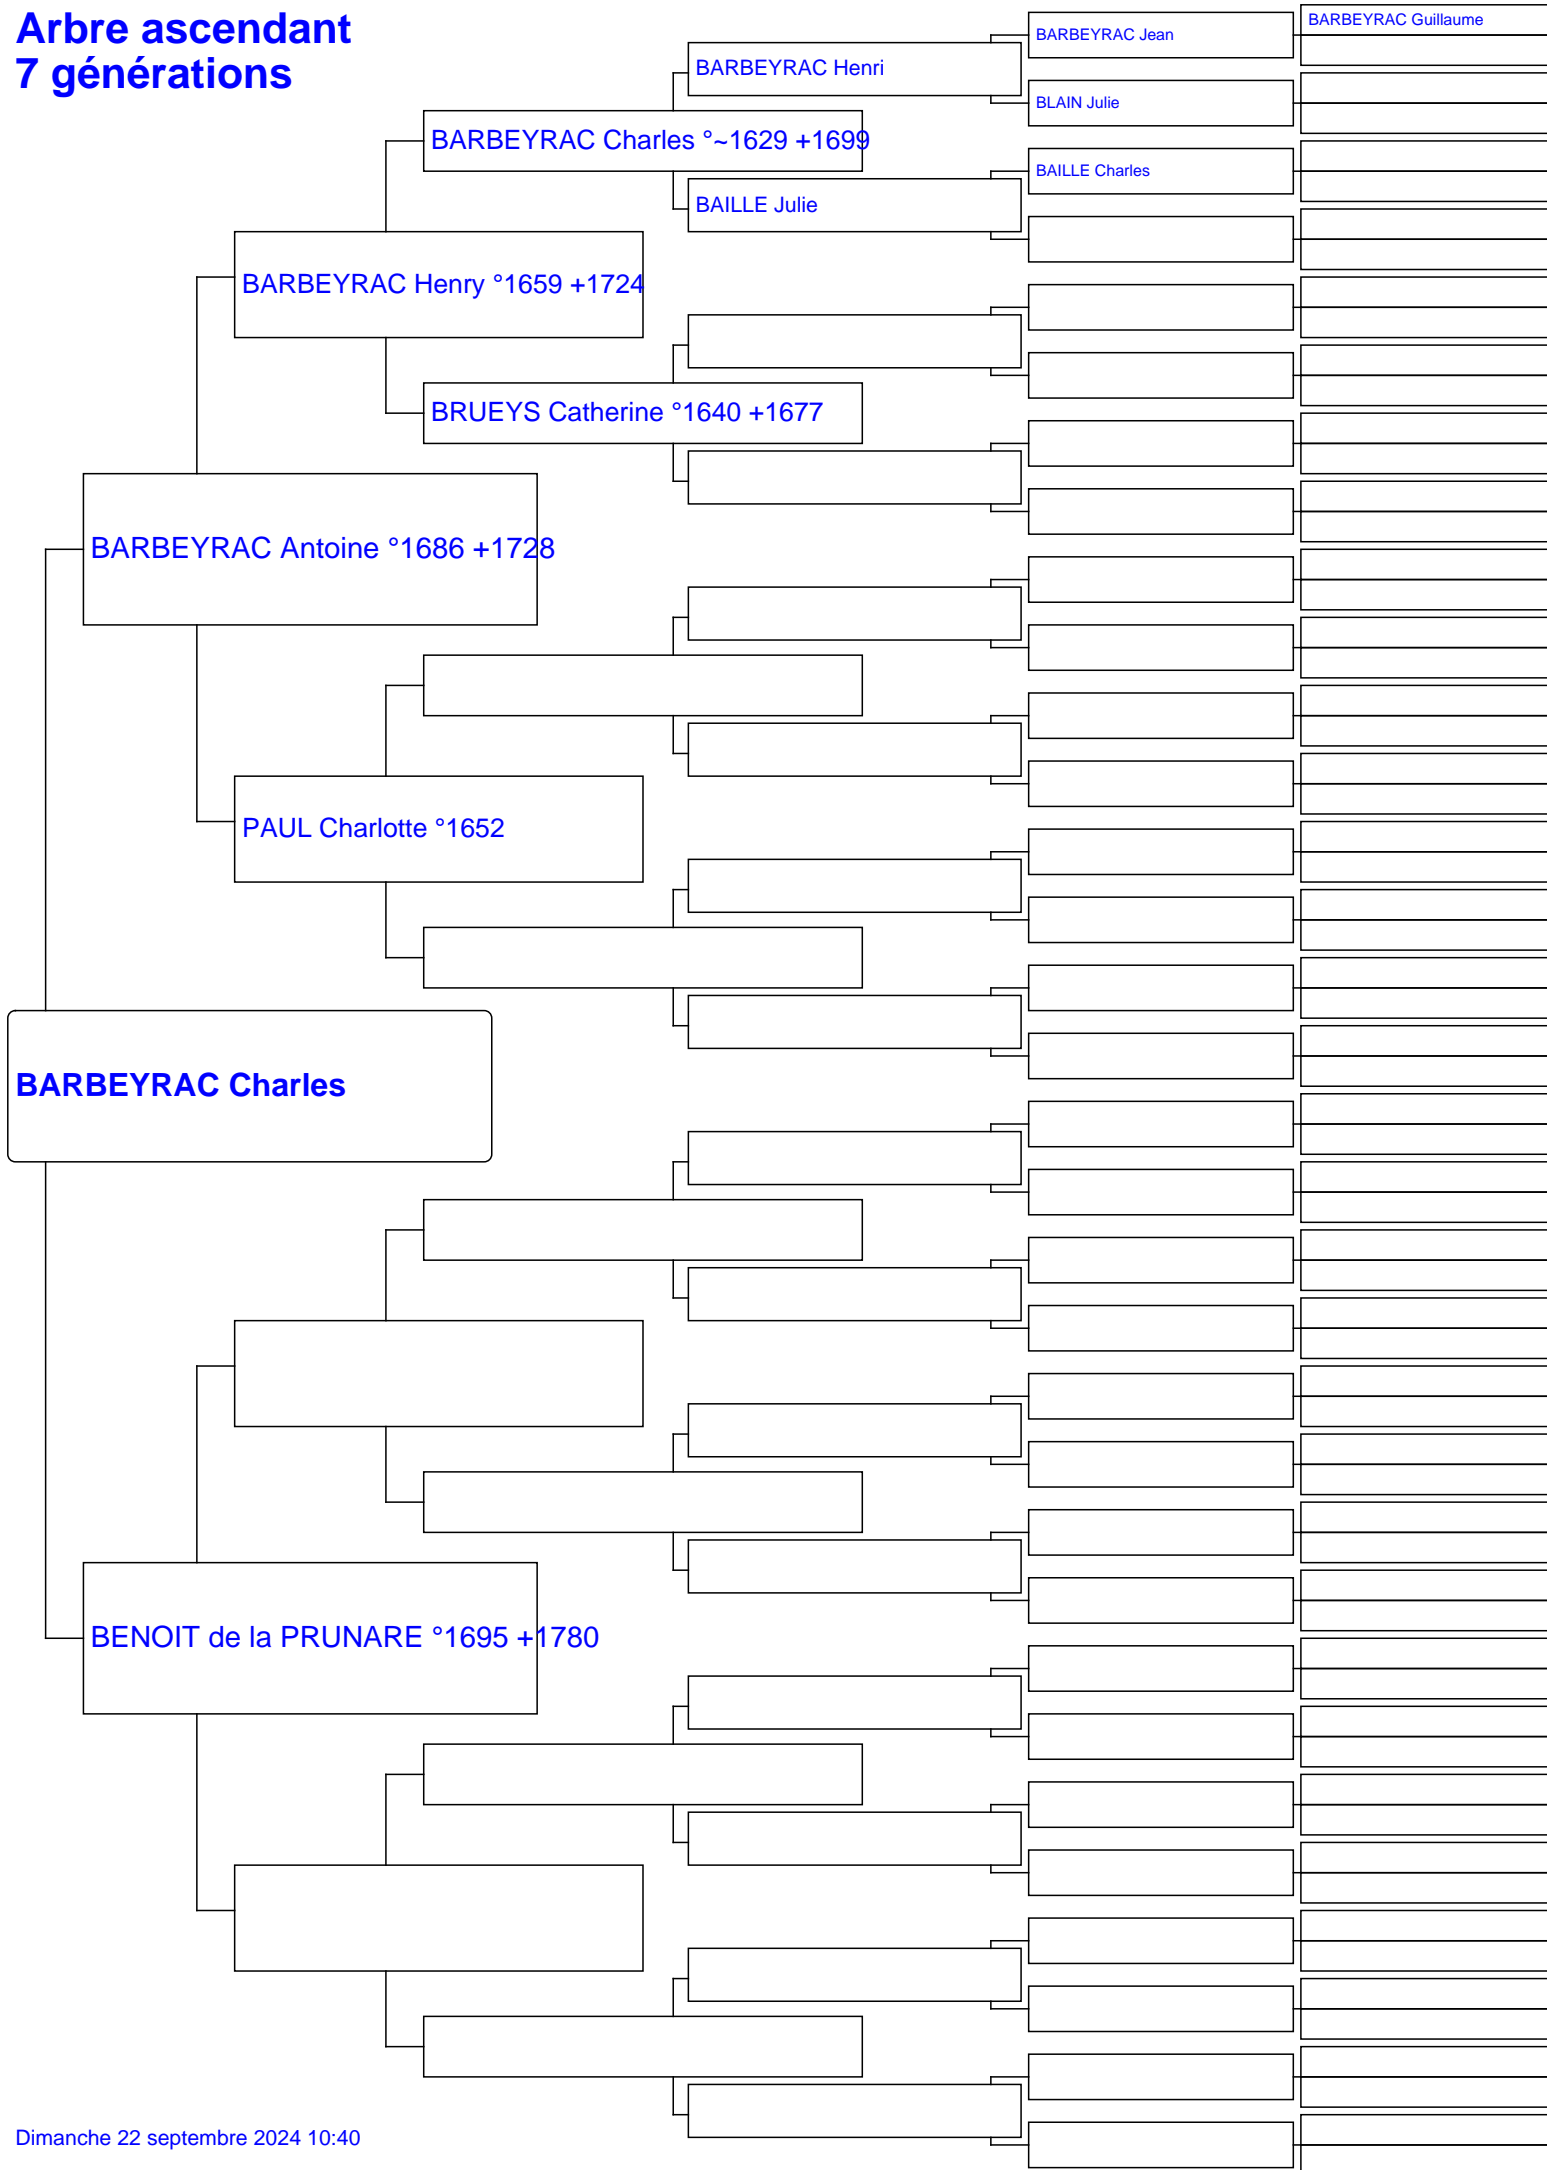 Arbre ascendant
7 générations
BARBEYRAC Guillaume
BARBEYRAC Jean
BARBEYRAC Henri
BLAIN Julie
BARBEYRAC Charles °~1629 +1699
BAILLE Charles
BAILLE Julie
BARBEYRAC Henry °1659 +1724
BRUEYS Catherine °1640 +1677
BARBEYRAC Antoine °1686 +1728
PAUL Charlotte °1652
BARBEYRAC Charles
BENOIT de la PRUNARE °1695 +1780
Dimanche 22 septembre 2024 10:40